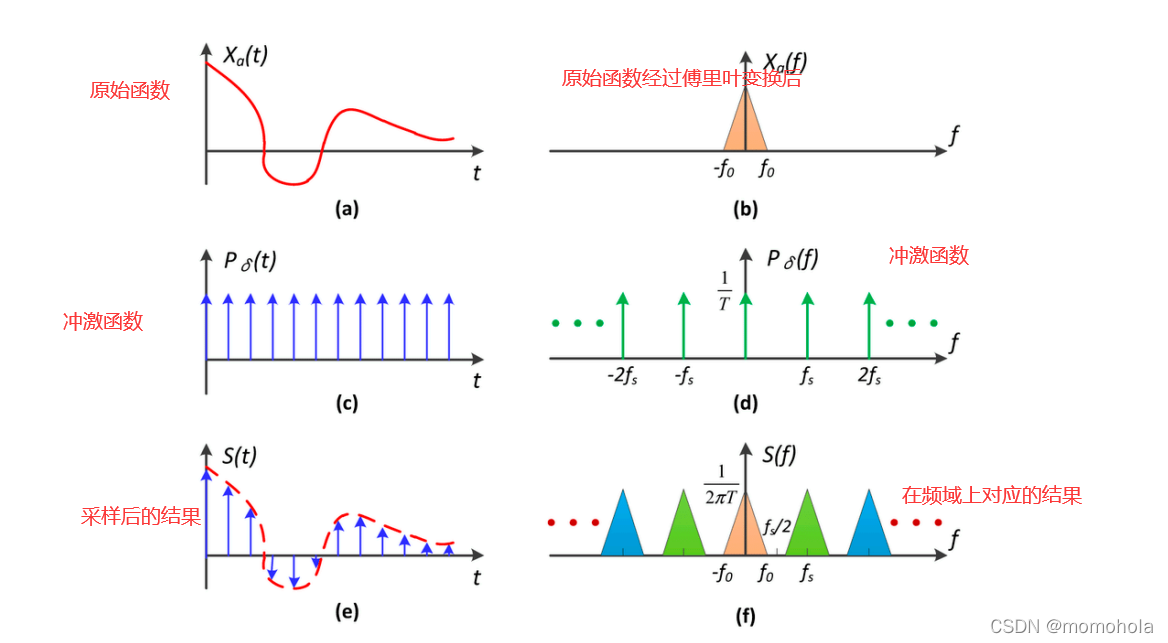 Xa(t)
原始函数
t
(a)
Xa(f)
原始函数经过傅里叶变换后
f
-f0 f0
(b)
Pδ(t)
冲激函数
t
(c)
Pδ(f)
冲激函数
1/T
f
-2fs -fs fs 2fs
(d)
S(t)
采样后的结果
t
(e)
S(f)
1/2πT
在频域上对应的结果
fs/2
f
-f0 f0 fs
(f)
CSDN @momohola